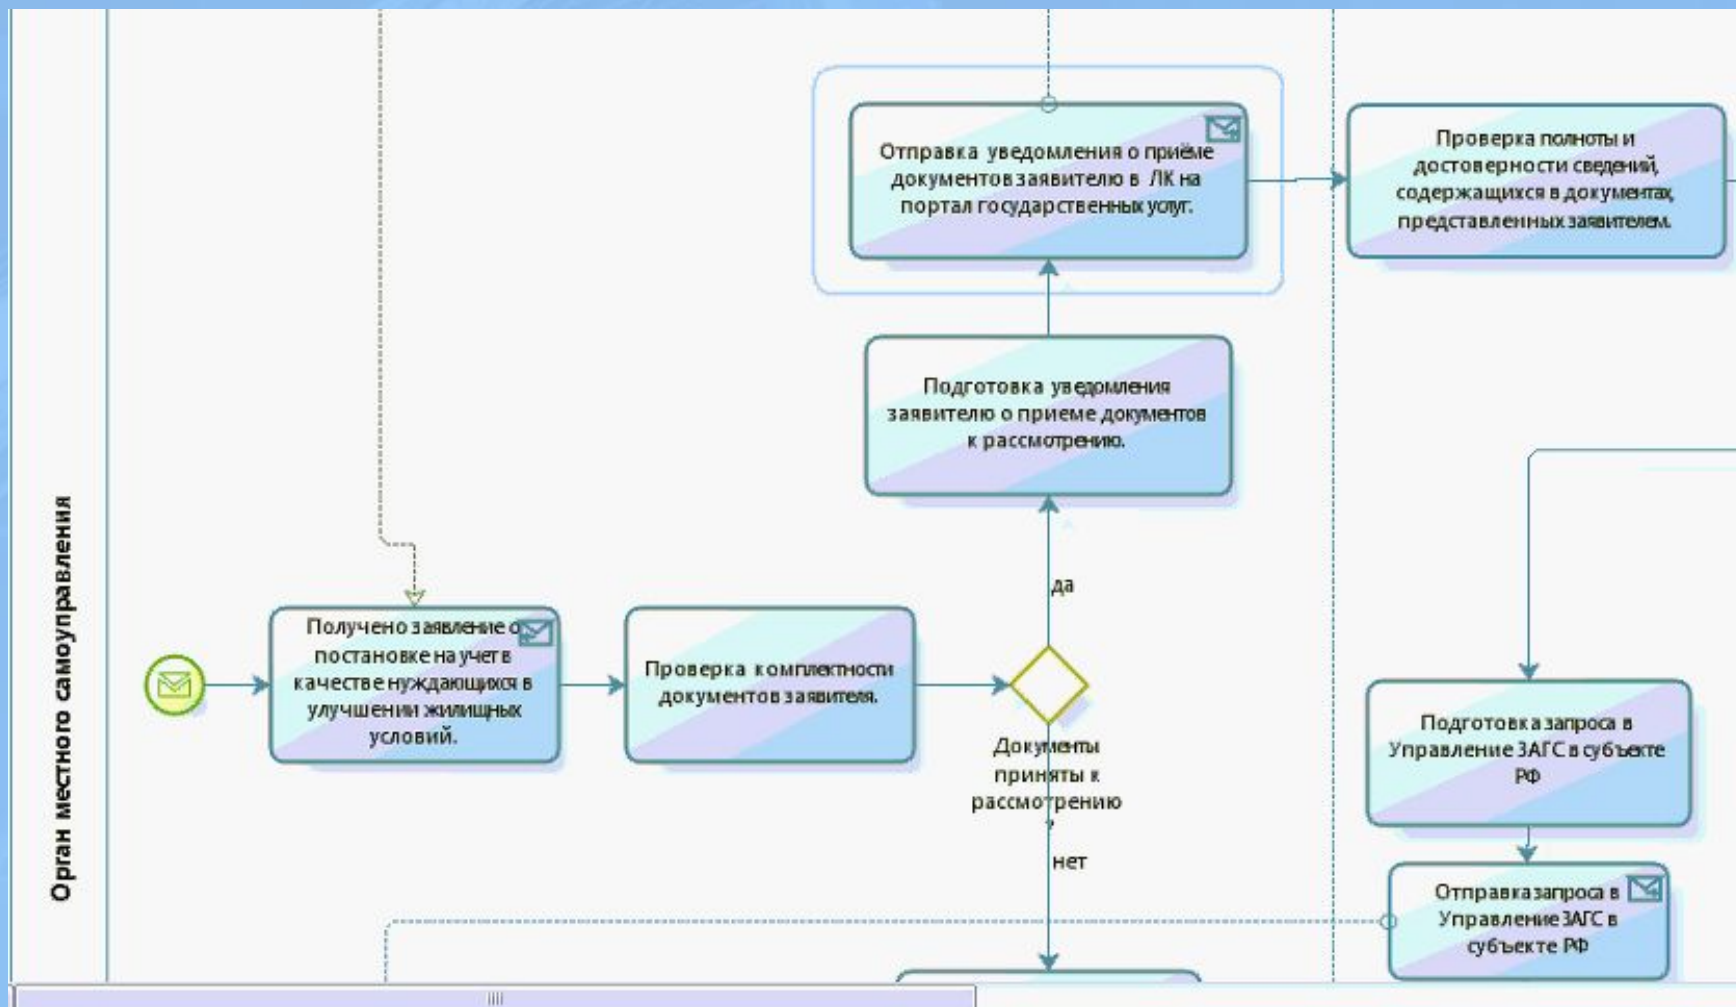 Орган местного самоуправления
Отправка уведомления о приёме
документов заявителю в ЛК на
портал государственных услуг.
Проверка полноты и
достоверности сведений,
содержащихся в документах,
представленных заявителем.
Подготовка уведомления
заявителю о приеме документов
к рассмотрению.
да
Получено заявление о
постановке на учет в
качестве нуждающихся в
улучшении жилищных
условий.
Проверка комплектности
документов заявителя.
Документы
приняты к
рассмотрению
?
нет
Подготовка запроса в
Управление ЗАГС в субъекте
РФ
Отправка запроса в
Управление ЗАГС в
субъекте РФ